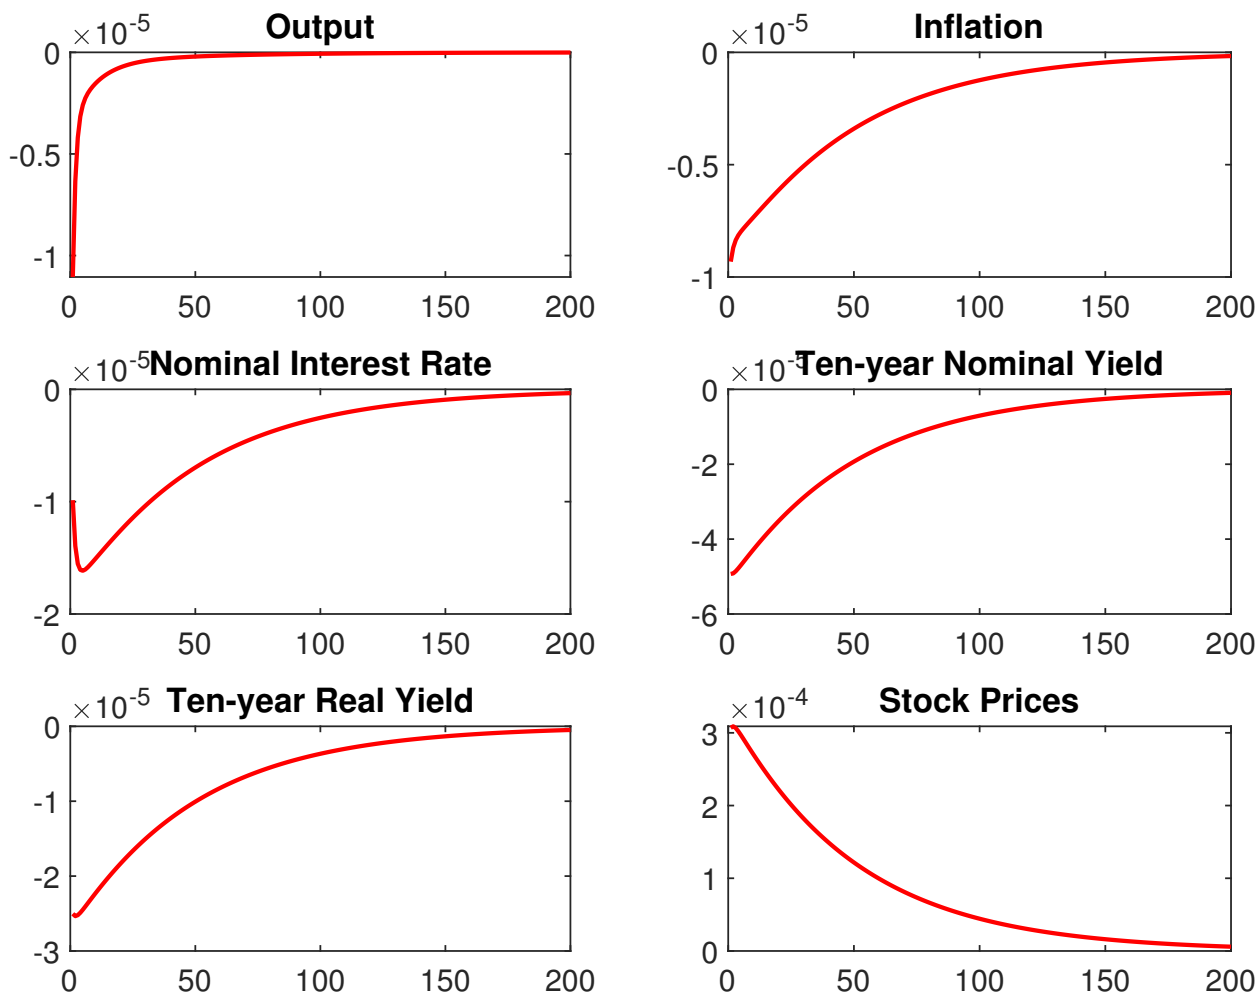 Output
×10-5
0
-0.5
-1
0 50 100 150 200
Inflation
×10-5
0
-0.5
-1
0 50 100 150 200
Nominal Interest Rate
×10-5
0
-1
-2
0 50 100 150 200
Ten-year Nominal Yield
×10-5
0
-2
-4
-6
0 50 100 150 200
Ten-year Real Yield
×10-5
0
-1
-2
-3
0 50 100 150 200
Stock Prices
×10-4
3
2
1
0
0 50 100 150 200